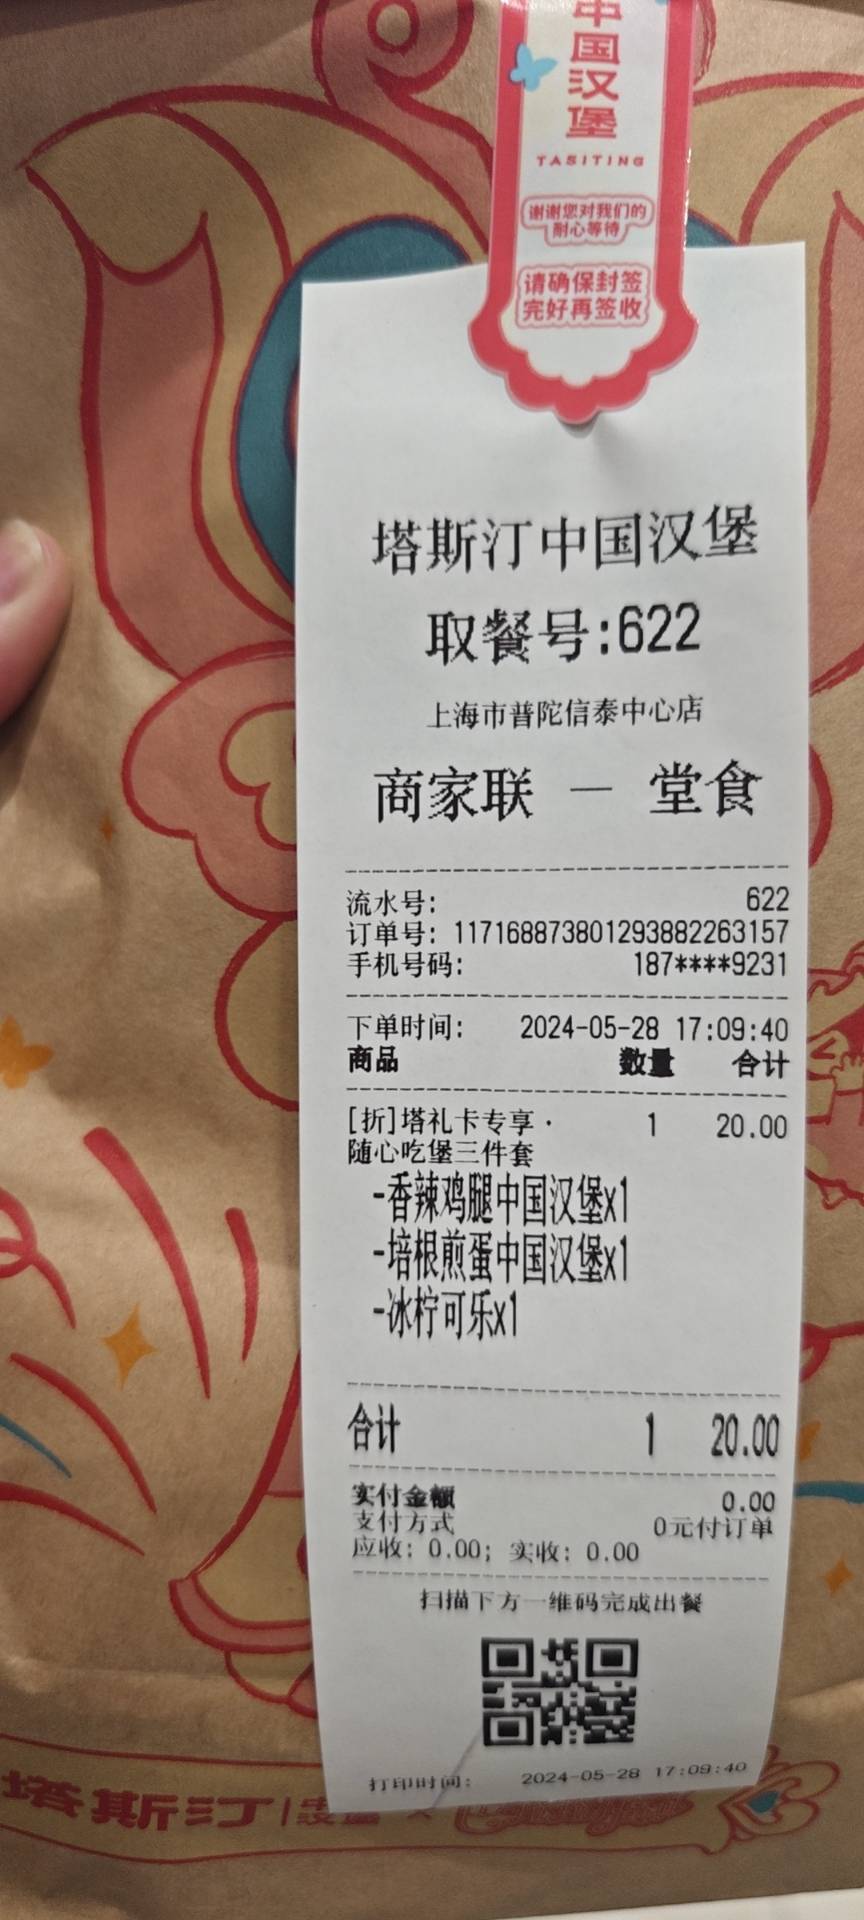 中国汉堡
TASITING
谢谢您对我们的
耐心等待
请确保封签
完好再签收
塔斯汀中国汉堡
取餐号:622
上海市普陀信泰中心店
商家联 — 堂食
流水号: 622
订单号: 117168873801293882263157
手机号码: 187****9231
下单时间: 2024-05-28 17:09:40
商品 数量 合计
[折]塔礼卡专享· 1 20.00
随心吃堡三件套
-香辣鸡腿中国汉堡x1
-培根煎蛋中国汉堡x1
-冰柠可乐x1
合计 1 20.00
实付金额 0.00
支付方式 0元付订单
应收: 0.00; 实收: 0.00
扫描下方一维码完成出餐
打印时间: 2024-05-28 17:09:40
塔斯汀